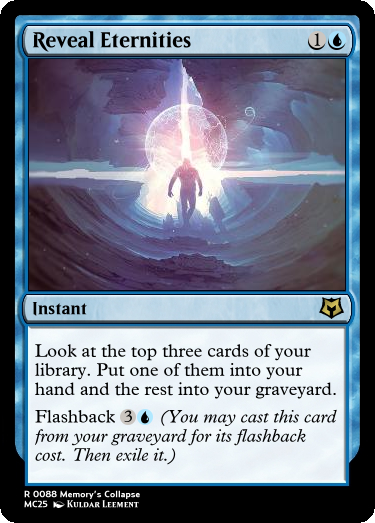 Reveal Eternities 1
Instant
Look at the top three cards of your
library. Put one of them into your
hand and the rest into your graveyard.
Flashback 3 (You may cast this card
from your graveyard for its flashback
cost. Then exile it.)
R 0088 Memory's Collapse
MC25 Kuldar Leement